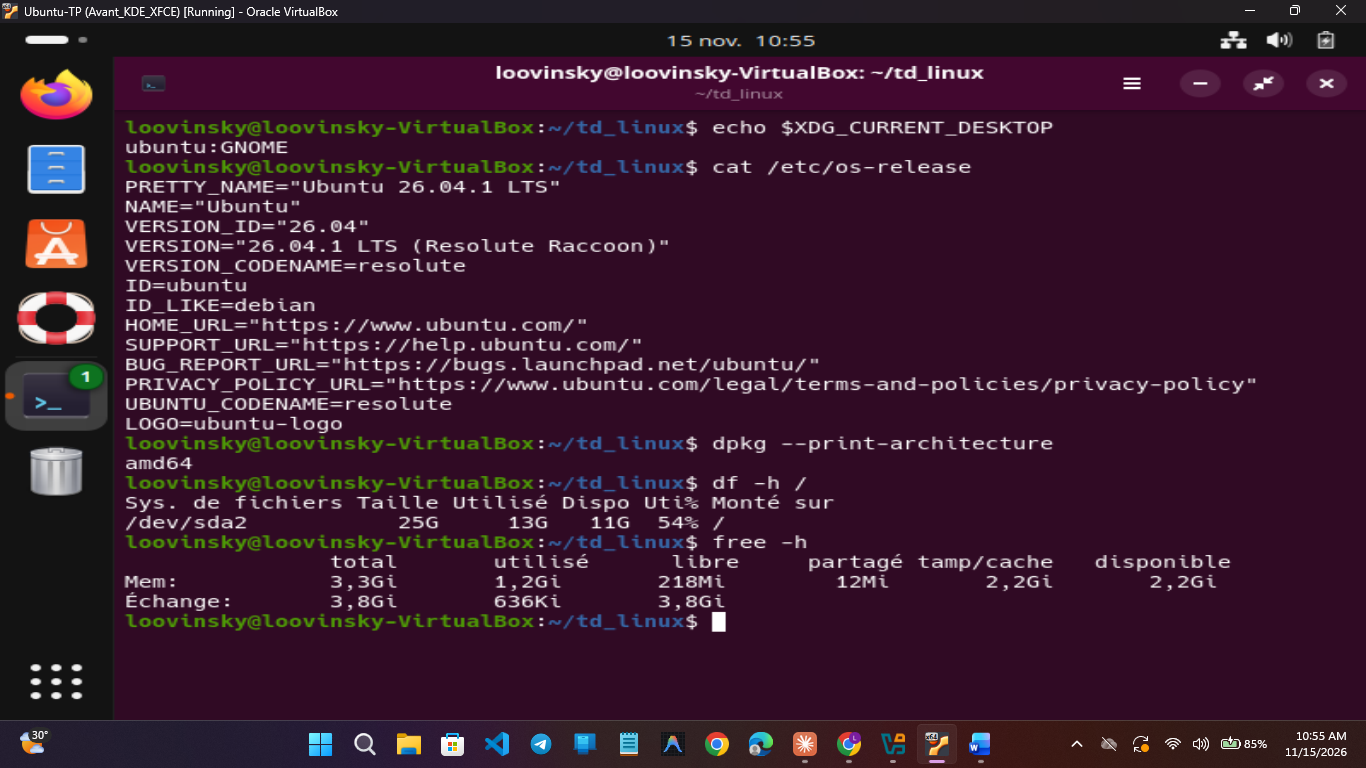 Ubuntu-TP (Avant_KDE_XFCE) [Running] - Oracle VirtualBox
15 nov. 10:55
loovinsky@loovinsky-VirtualBox: ~/td_linux
~/td_linux
loovinsky@loovinsky-VirtualBox:~/td_linux$ echo $XDG_CURRENT_DESKTOP
ubuntu:GNOME
loovinsky@loovinsky-VirtualBox:~/td_linux$ cat /etc/os-release
PRETTY_NAME="Ubuntu 26.04.1 LTS"
NAME="Ubuntu"
VERSION_ID="26.04"
VERSION="26.04.1 LTS (Resolute Raccoon)"
VERSION_CODENAME=resolute
ID=ubuntu
ID_LIKE=debian
HOME_URL="https://www.ubuntu.com/"
SUPPORT_URL="https://help.ubuntu.com/"
BUG_REPORT_URL="https://bugs.launchpad.net/ubuntu/"
PRIVACY_POLICY_URL="https://www.ubuntu.com/legal/terms-and-policies/privacy-policy"
UBUNTU_CODENAME=resolute
LOGO=ubuntu-logo
loovinsky@loovinsky-VirtualBox:~/td_linux$ dpkg --print-architecture
amd64
loovinsky@loovinsky-VirtualBox:~/td_linux$ df -h /
Sys. de fichiers Taille Utilisé Dispo Uti% Monté sur
/dev/sda2 25G 13G 11G 54% /
loovinsky@loovinsky-VirtualBox:~/td_linux$ free -h
total utilisé libre partagé tamp/cache disponible
Mem: 3,3Gi 1,2Gi 218Mi 12Mi 2,2Gi 2,2Gi
Échange: 3,8Gi 636Ki 3,8Gi
loovinsky@loovinsky-VirtualBox:~/td_linux$
1
30°
85%
10:55 AM
11/15/2026